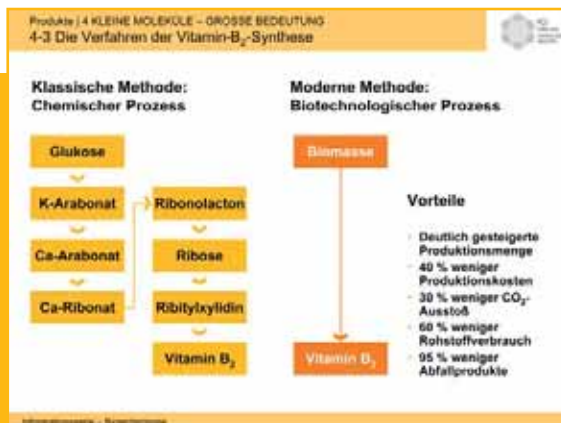 Produkte | 4 KLEINE MOLEKÜLE – GROSSE BEDEUTUNG
4-3 Die Verfahren der Vitamin-B₂-Synthese
Klassische Methode:
Chemischer Prozess
Glukose
K-Arabonat
Ca-Arabonat
Ca-Ribonat
Ribonolacton
Ribose
Ribitylxylidin
Vitamin B₂
Moderne Methode:
Biotechnologischer Prozess
Biomasse
Vitamin B₂
Vorteile
· Deutlich gesteigerte
Produktionsmenge
· 40 % weniger
Produktionskosten
· 30 % weniger CO₂-
Ausstoß
· 60 % weniger
Rohstoffverbrauch
· 95 % weniger
Abfallprodukte